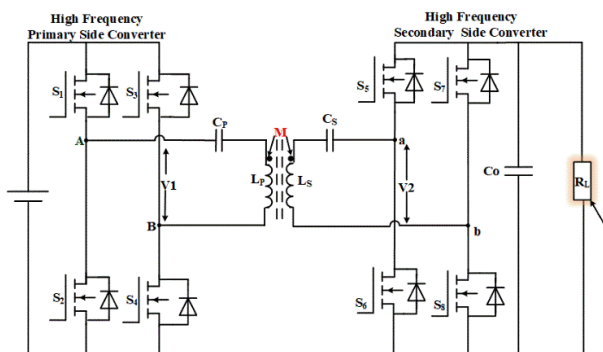 High Frequency
Primary Side Converter
High Frequency
Secondary Side Converter
S1
S3
S5
S7
CP
CS
A
M
a
LP
LS
V1
V2
Co
RL
B
b
S2
S4
S6
S8